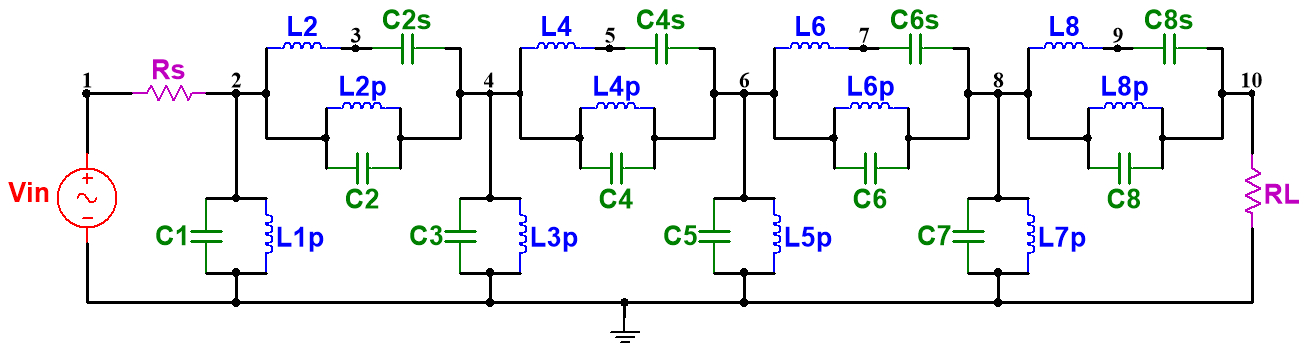 C2s C4s C6s C8s
L2 3 L4 5 L6 7 L8 9
1 Rs 2 L2p 4 L4p 6 L6p 8 L8p 10
Vin C2 C4 C6 C8 RL
C1 L1p C3 L3p C5 L5p C7 L7p